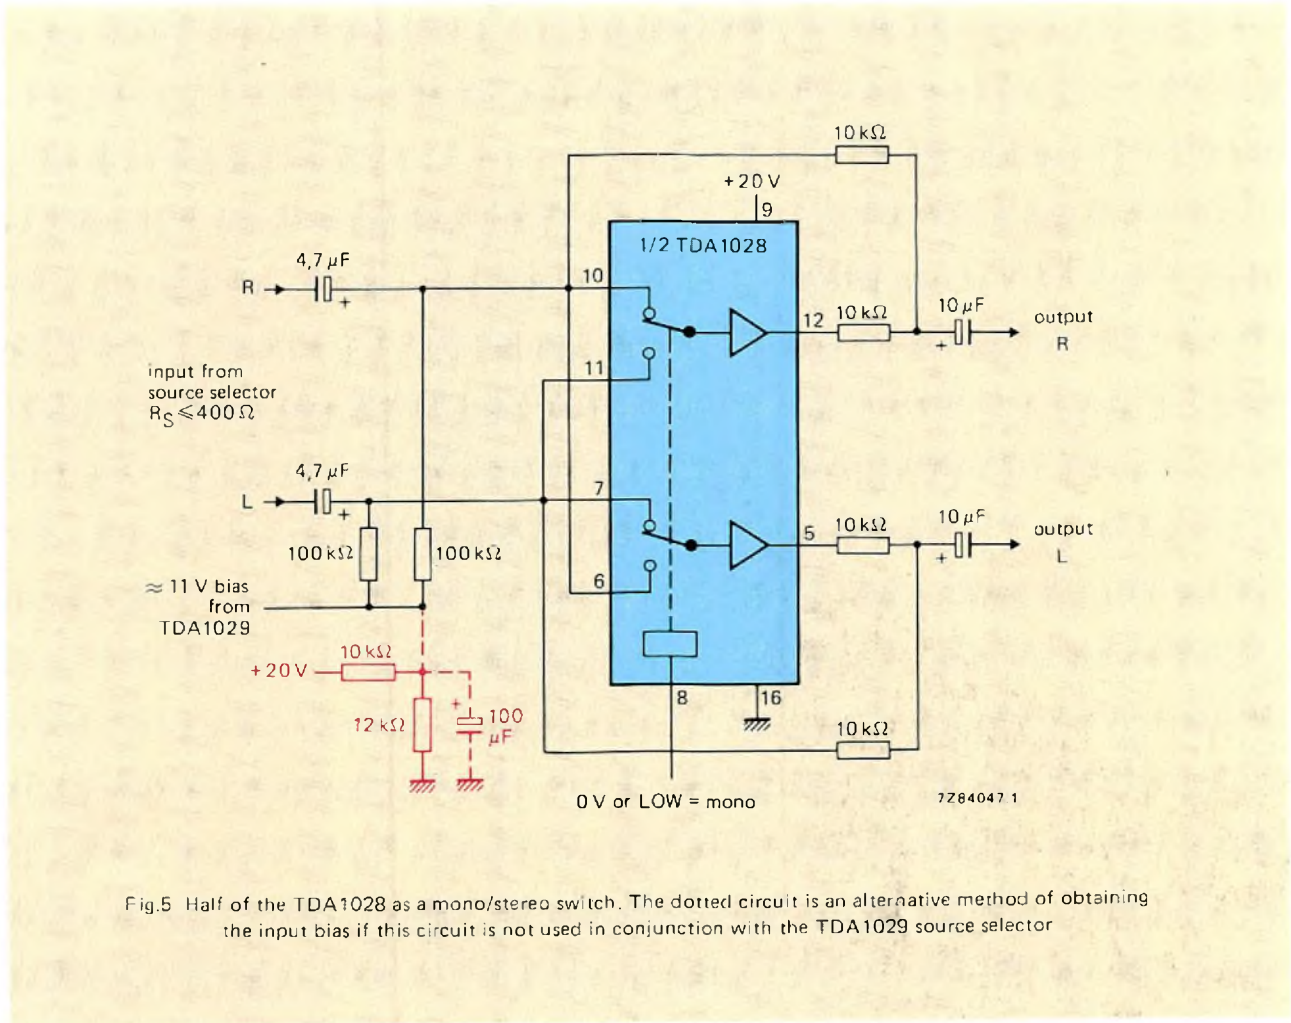 10 kΩ
+20 V
9
1/2 TDA1028
4,7 µF
R
+
10
12
10 kΩ
10 µF
+
output
R
11
input from
source selector
RS ⩽ 400 Ω
4,7 µF
L
+
7
5
10 kΩ
10 µF
+
output
L
100 kΩ
100 kΩ
6
≈ 11 V bias
from
TDA1029
10 kΩ
+20 V
12 kΩ
+
100
µF
8
16
10 kΩ
0 V or LOW = mono
7Z84047.1
Fig.5 Half of the TDA1028 as a mono/stereo switch. The dotted circuit is an alternative method of obtaining
the input bias if this circuit is not used in conjunction with the TDA1029 source selector